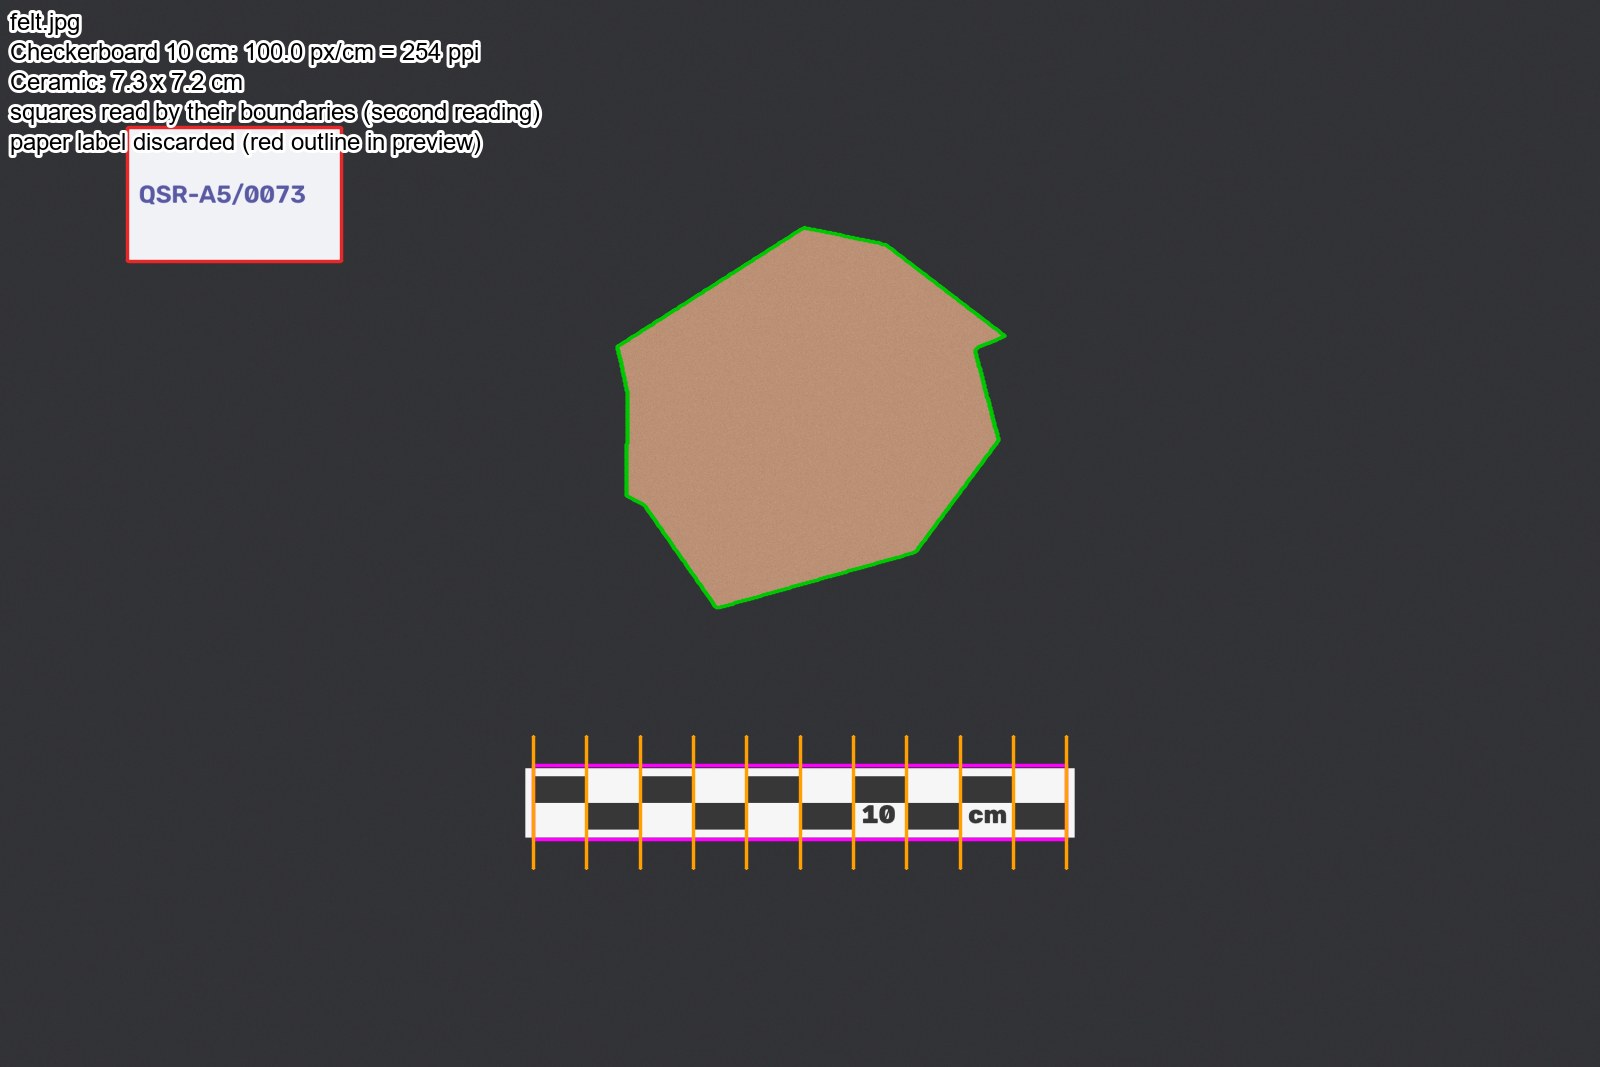 felt.jpg
Checkerboard 10 cm: 100.0 px/cm = 254 ppi
Ceramic: 7.3 x 7.2 cm
squares read by their boundaries (second reading)
paper label discarded (red outline in preview)
QSR-A5/0073
10 cm